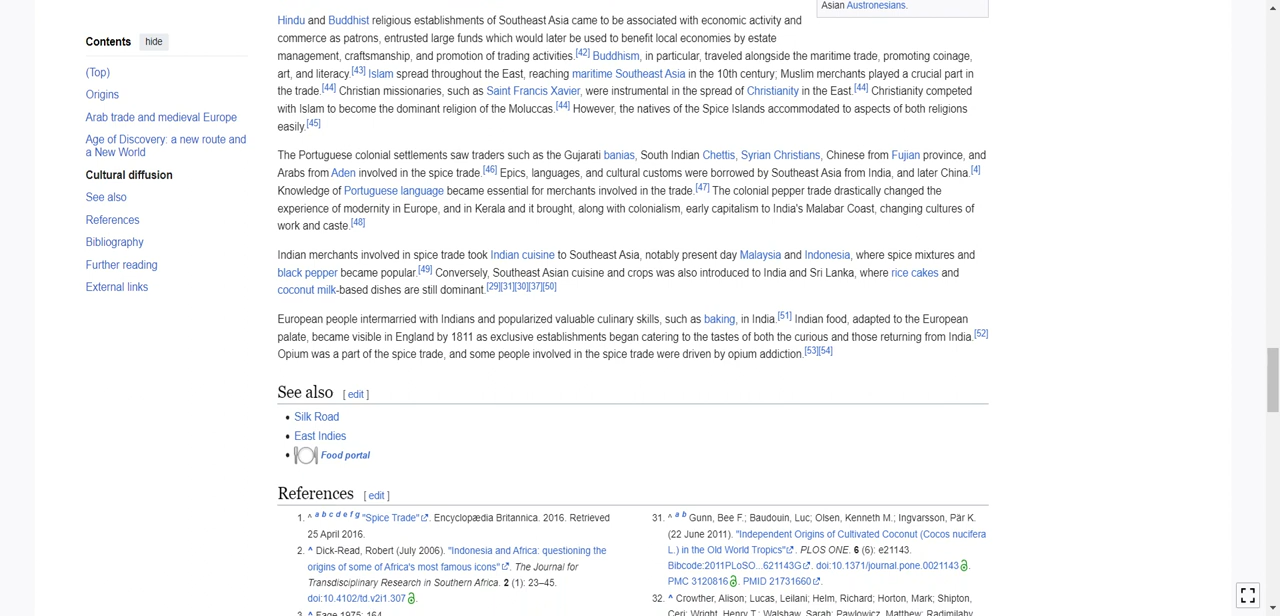 Asian Austronesians.
Contents hide
(Top)
Origins
Arab trade and medieval Europe
Age of Discovery: a new route and
a New World
Cultural diffusion
See also
References
Bibliography
Further reading
External links
Hindu and Buddhist religious establishments of Southeast Asia came to be associated with economic activity and
commerce as patrons, entrusted large funds which would later be used to benefit local economies by estate
management, craftsmanship, and promotion of trading activities.[42] Buddhism, in particular, traveled alongside the maritime trade, promoting coinage,
art, and literacy.[43] Islam spread throughout the East, reaching maritime Southeast Asia in the 10th century; Muslim merchants played a crucial part in
the trade.[44] Christian missionaries, such as Saint Francis Xavier, were instrumental in the spread of Christianity in the East.[44] Christianity competed
with Islam to become the dominant religion of the Moluccas.[44] However, the natives of the Spice Islands accommodated to aspects of both religions
easily.[45]
The Portuguese colonial settlements saw traders such as the Gujarati banias, South Indian Chettis, Syrian Christians, Chinese from Fujian province, and
Arabs from Aden involved in the spice trade.[46] Epics, languages, and cultural customs were borrowed by Southeast Asia from India, and later China.[4]
Knowledge of Portuguese language became essential for merchants involved in the trade.[47] The colonial pepper trade drastically changed the
experience of modernity in Europe, and in Kerala and it brought, along with colonialism, early capitalism to India's Malabar Coast, changing cultures of
work and caste.[48]
Indian merchants involved in spice trade took Indian cuisine to Southeast Asia, notably present day Malaysia and Indonesia, where spice mixtures and
black pepper became popular.[49] Conversely, Southeast Asian cuisine and crops was also introduced to India and Sri Lanka, where rice cakes and
coconut milk-based dishes are still dominant.[29][31][30][37][50]
European people intermarried with Indians and popularized valuable culinary skills, such as baking, in India.[51] Indian food, adapted to the European
palate, became visible in England by 1811 as exclusive establishments began catering to the tastes of both the curious and those returning from India.[52]
Opium was a part of the spice trade, and some people involved in the spice trade were driven by opium addiction.[53][54]
See also [ edit ]
• Silk Road
• East Indies
• Food portal
References [ edit ]
1. ^ a b c d e f g "Spice Trade". Encyclopædia Britannica. 2016. Retrieved
25 April 2016.
2. ^ Dick-Read, Robert (July 2006). "Indonesia and Africa: questioning the
origins of some of Africa's most famous icons". The Journal for
Transdisciplinary Research in Southern Africa. 2 (1): 23–45.
doi:10.4102/td.v2i1.307.
3. ^ Fage 1975: 164
31. ^ a b Gunn, Bee F.; Baudouin, Luc; Olsen, Kenneth M.; Ingvarsson, Pär K.
(22 June 2011). "Independent Origins of Cultivated Coconut (Cocos nucifera
L.) in the Old World Tropics". PLOS ONE. 6 (6): e21143.
Bibcode:2011PLoSO...621143G. doi:10.1371/journal.pone.0021143.
PMC 3120816. PMID 21731660.
32. ^ Crowther, Alison; Lucas, Leilani; Helm, Richard; Horton, Mark; Shipton,
Ceri; Wright, Henry T.; Walshaw, Sarah; Pawlowicz, Matthew; Radimilahy,